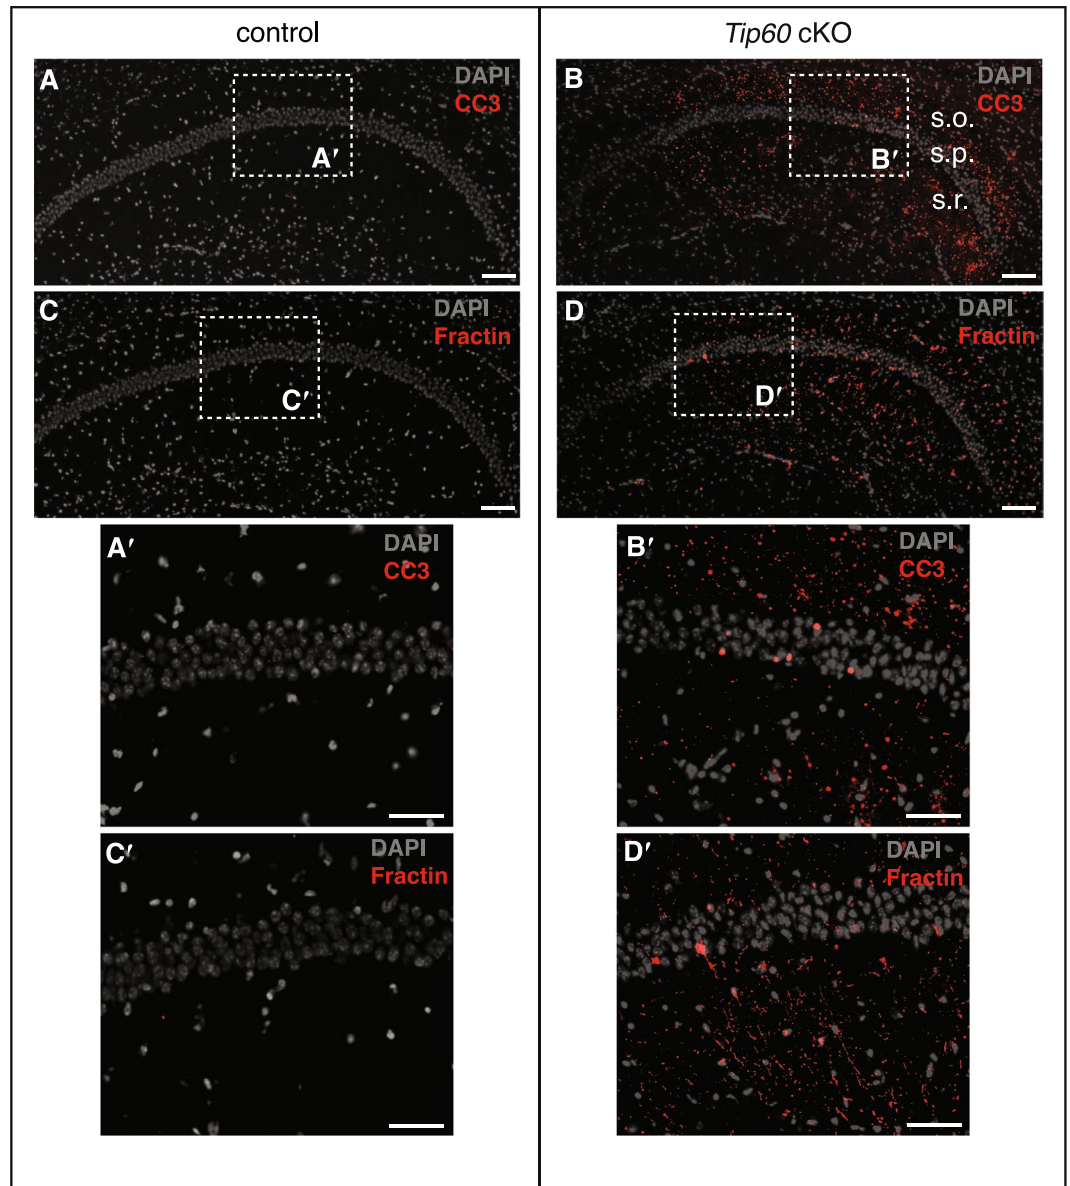 control
Tip60 cKO
A
DAPI
CC3
A′
B
DAPI
CC3
s.o.
s.p.
s.r.
B′
C
DAPI
Fractin
C′
D
DAPI
Fractin
D′
A′
DAPI
CC3
B′
DAPI
CC3
C′
DAPI
Fractin
D′
DAPI
Fractin